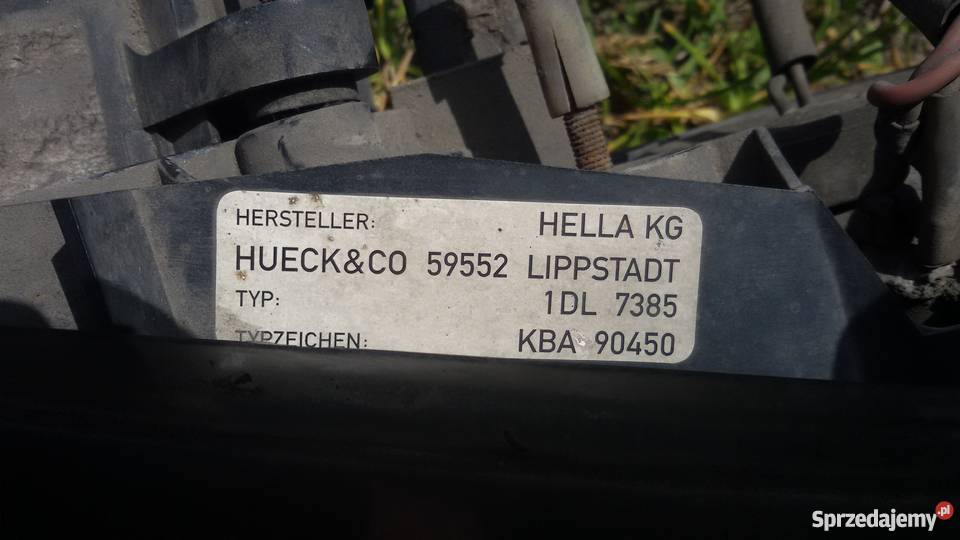 HERSTELLER: HELLA KG
HUECK&CO 59552 LIPPSTADT
TYP: 1DL 7385
TYPZEICHEN: KBA 90450
Sprzedajemy.pl